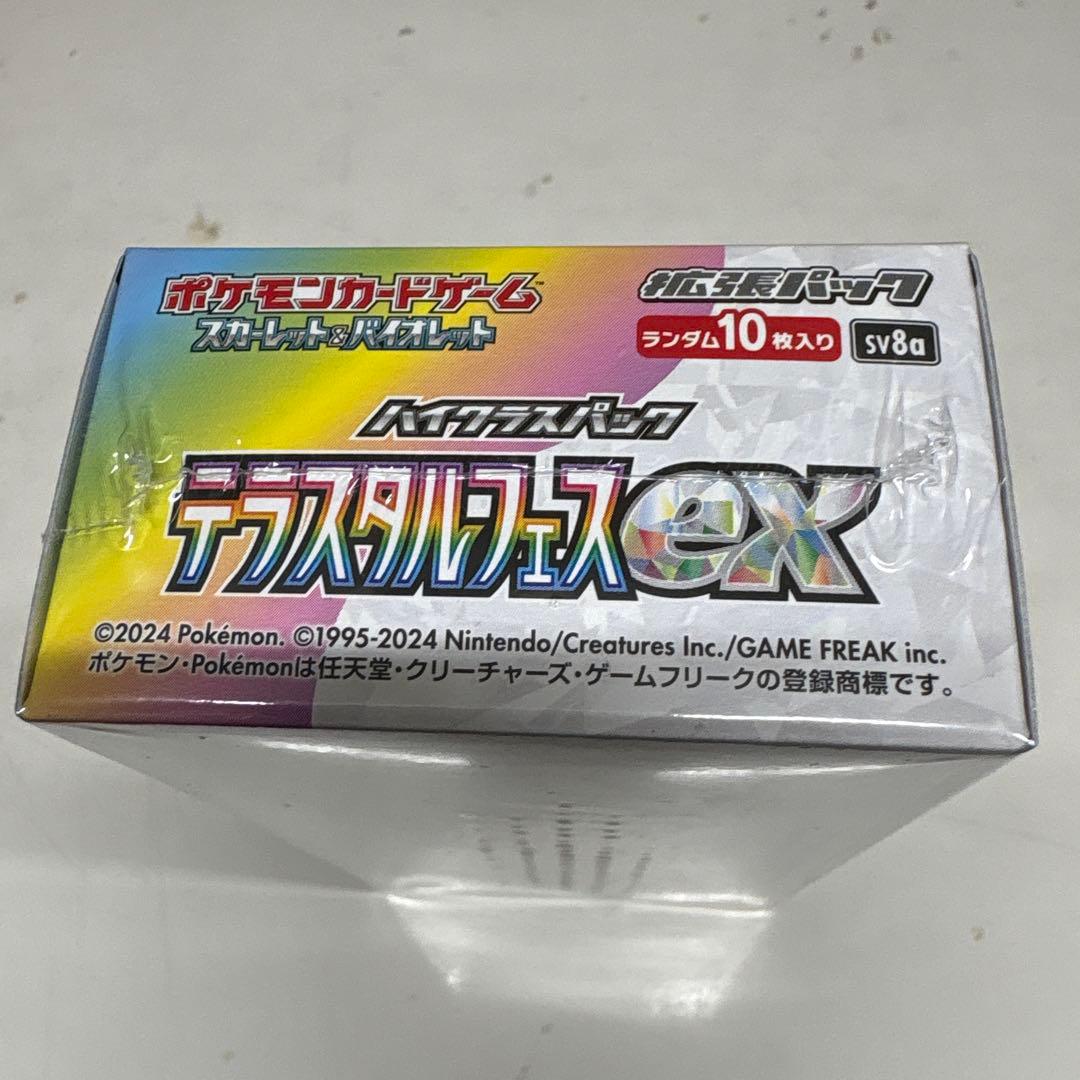 ポケモンカードゲーム™
スカーレット&バイオレット
拡張パック
ランダム10枚入り
SV8a
ハイクラスパック
テラスタルフェスex
©2024 Pokémon. ©1995-2024 Nintendo/Creatures Inc./GAME FREAK inc.
ポケモン・Pokémonは任天堂・クリーチャーズ・ゲームフリークの登録商標です。